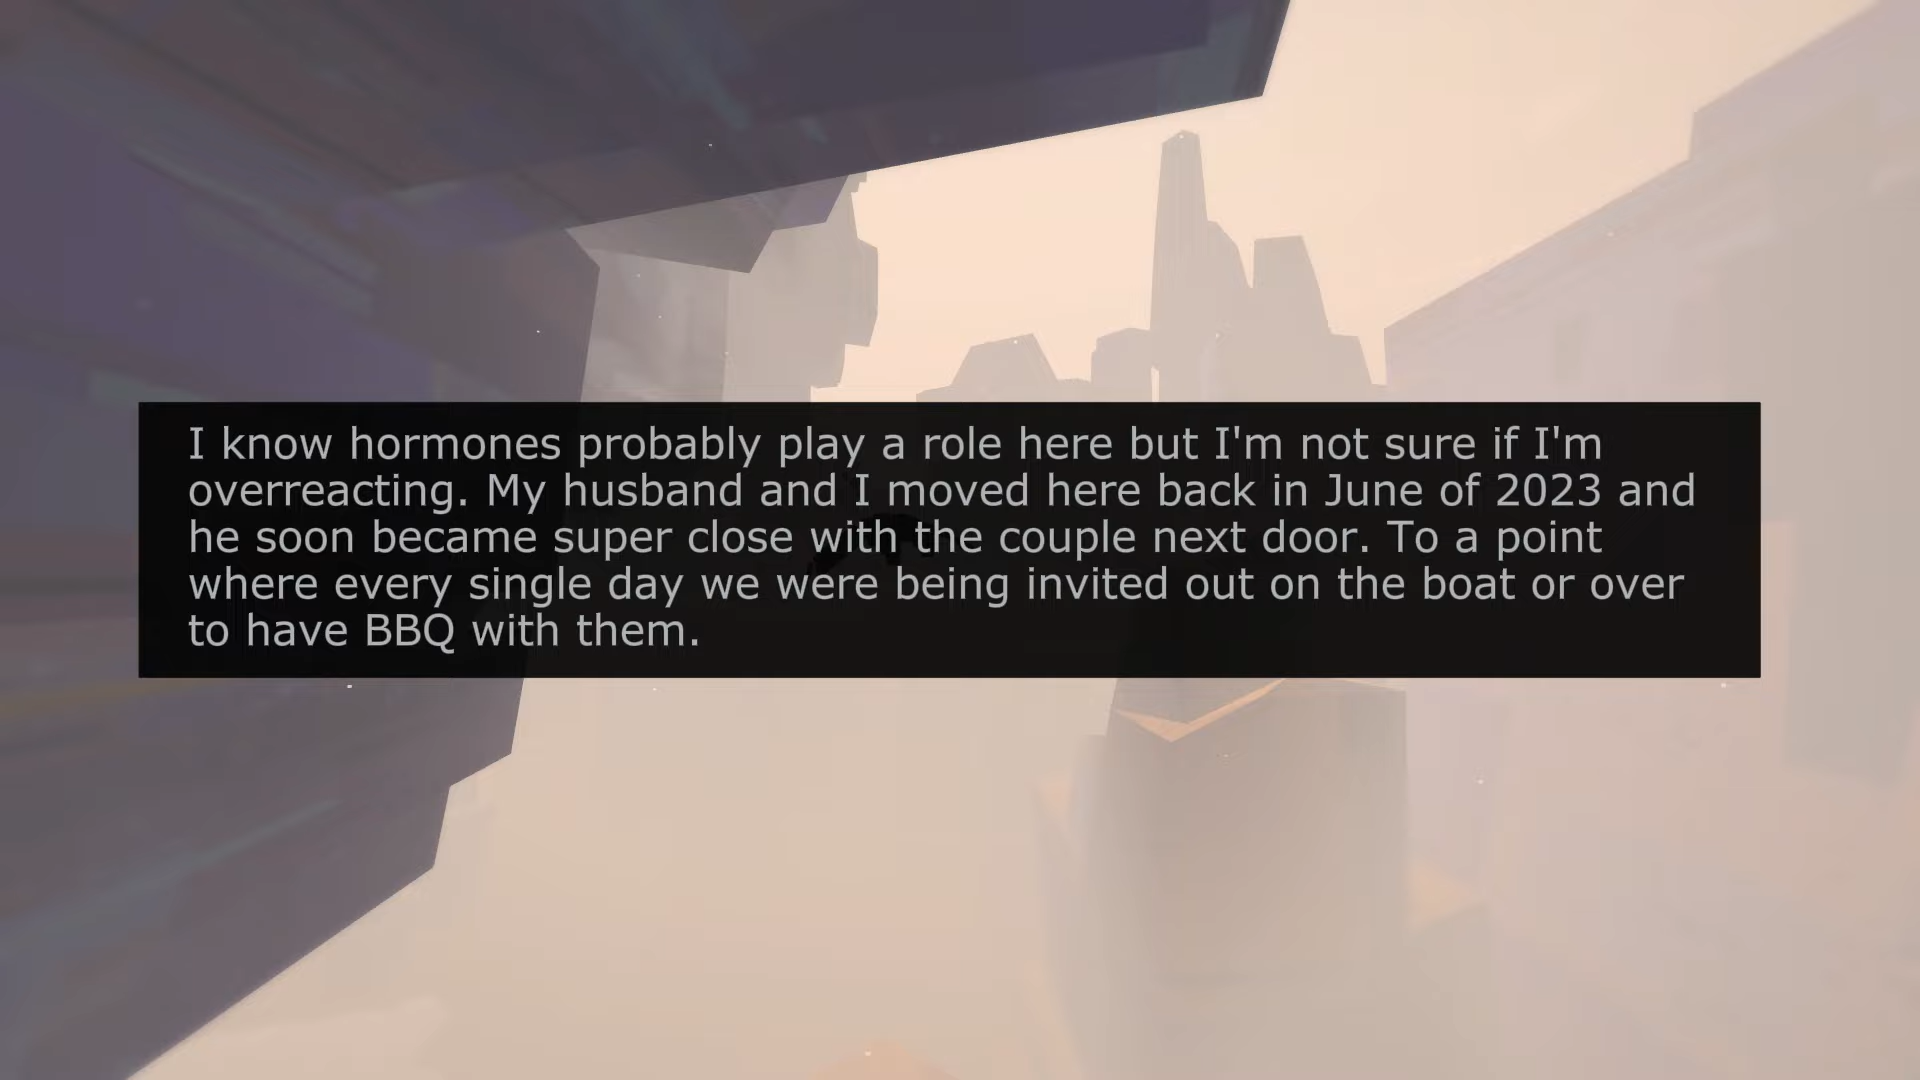 I know hormones probably play a role here but I'm not sure if I'm
overreacting. My husband and I moved here back in June of 2023 and
he soon became super close with the couple next door. To a point
where every single day we were being invited out on the boat or over
to have BBQ with them.